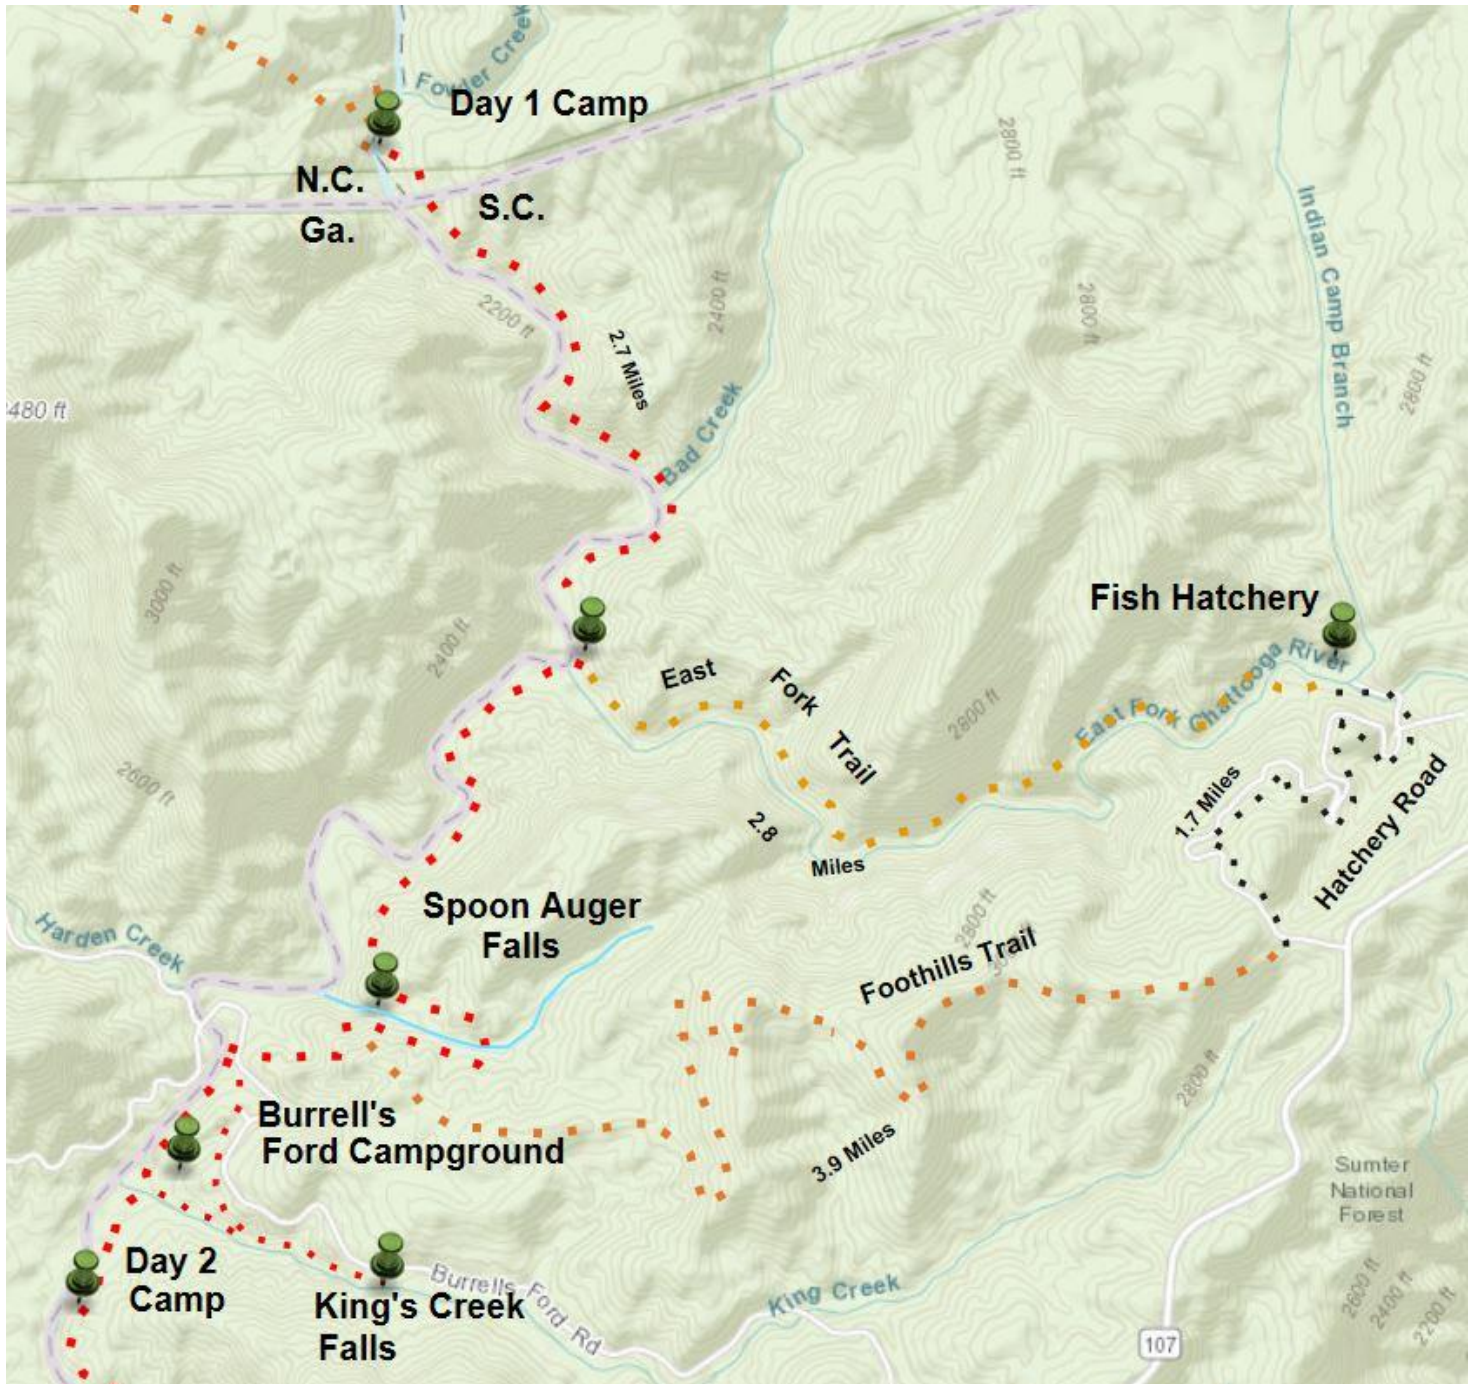 Fowler Creek
Day 1 Camp
N.C.
S.C.
Ga.
2800 ft
Indian Camp Branch
2200 ft
2400 ft
2800 ft
2.7 Miles
2800 ft
480 ft
Bad Creek
3000 ft
2400 ft
Fish Hatchery
East
Fork
Trail
2800 ft
East Fork Chattooga River
2600 ft
2.8
Miles
1.7 Miles
Hatchery Road
Spoon Auger
Falls
Harden Creek
2800 ft
Foothills Trail
2800 ft
Burrell's
Ford Campground
3.9 Miles
Sumter
National
Forest
Day 2
Camp
King's Creek
Falls
Burrells Ford Rd
King Creek
2600 ft
2400 ft
2200 ft
107